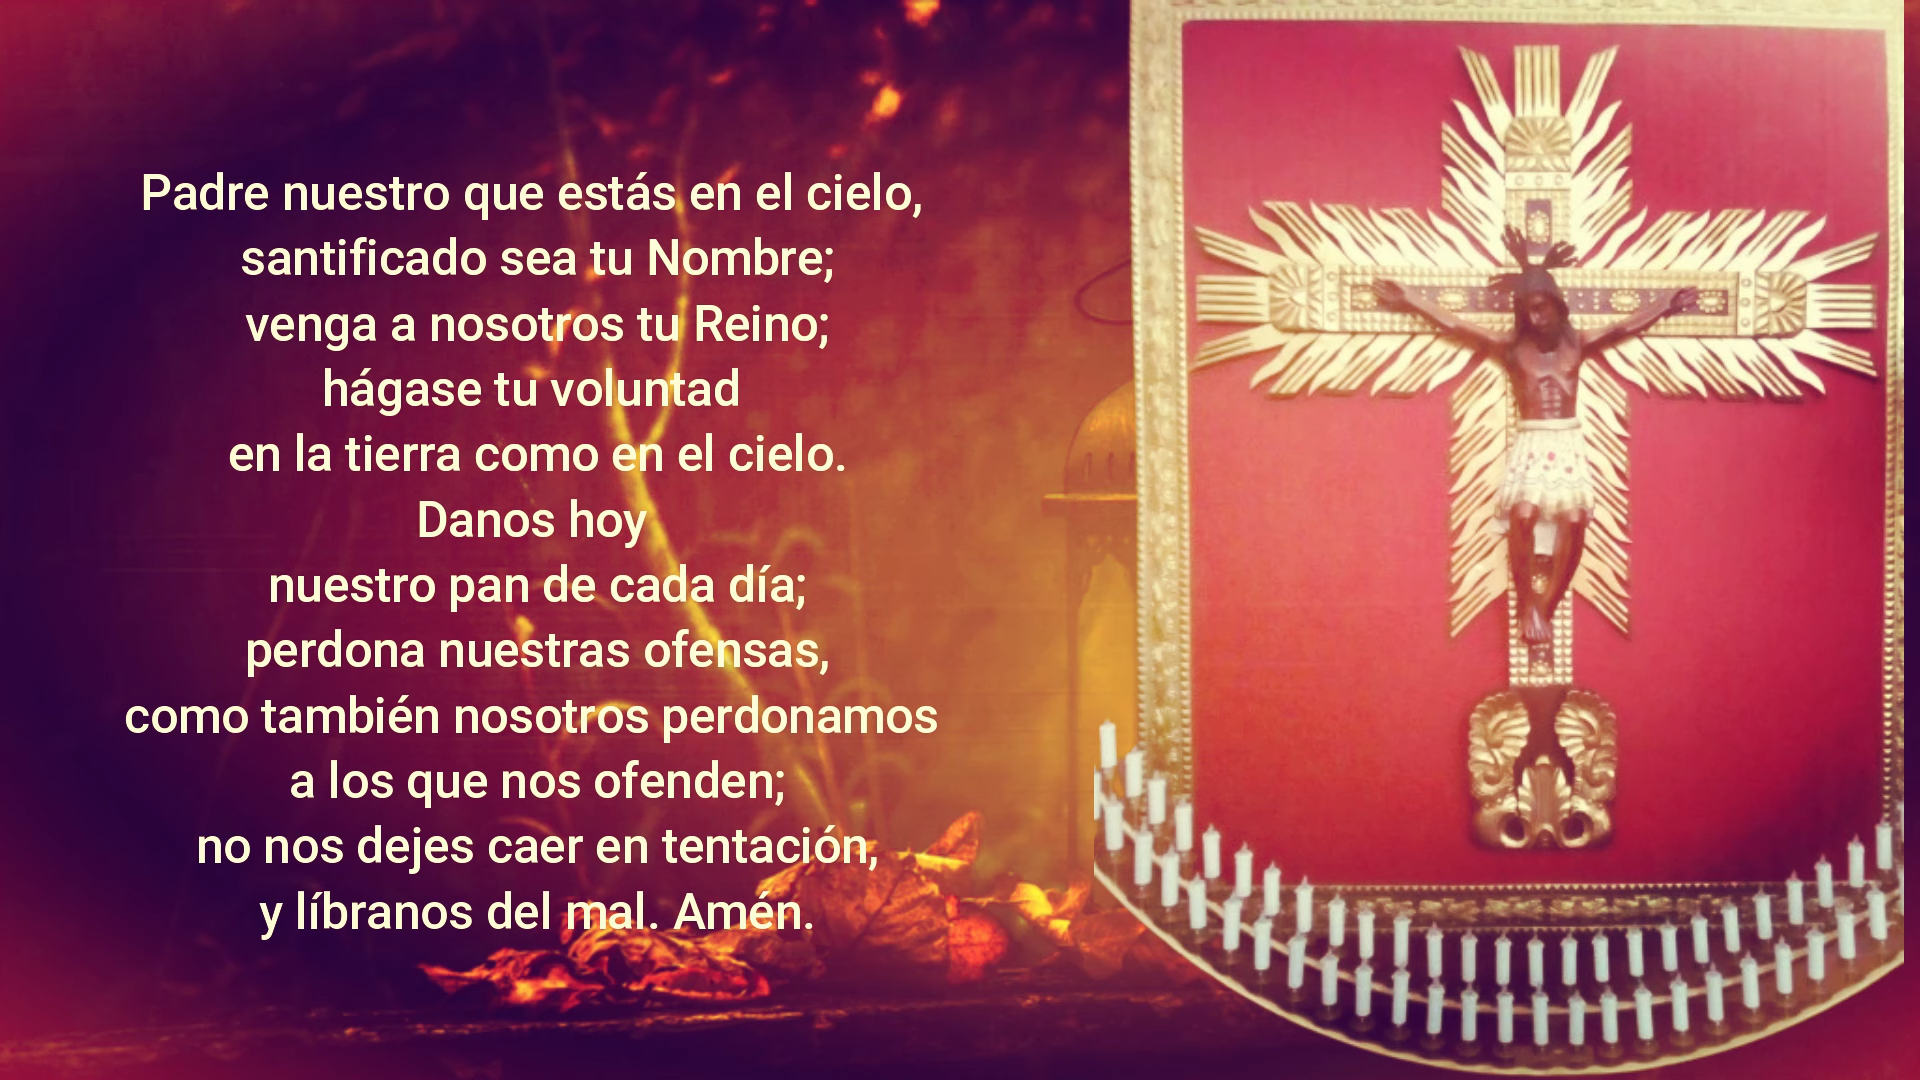 Padre nuestro que estás en el cielo,
santificado sea tu Nombre;
venga a nosotros tu Reino;
hágase tu voluntad
en la tierra como en el cielo.
Danos hoy
nuestro pan de cada día;
perdona nuestras ofensas,
como también nosotros perdonamos
a los que nos ofenden;
no nos dejes caer en tentación,
y líbranos del mal. Amén.